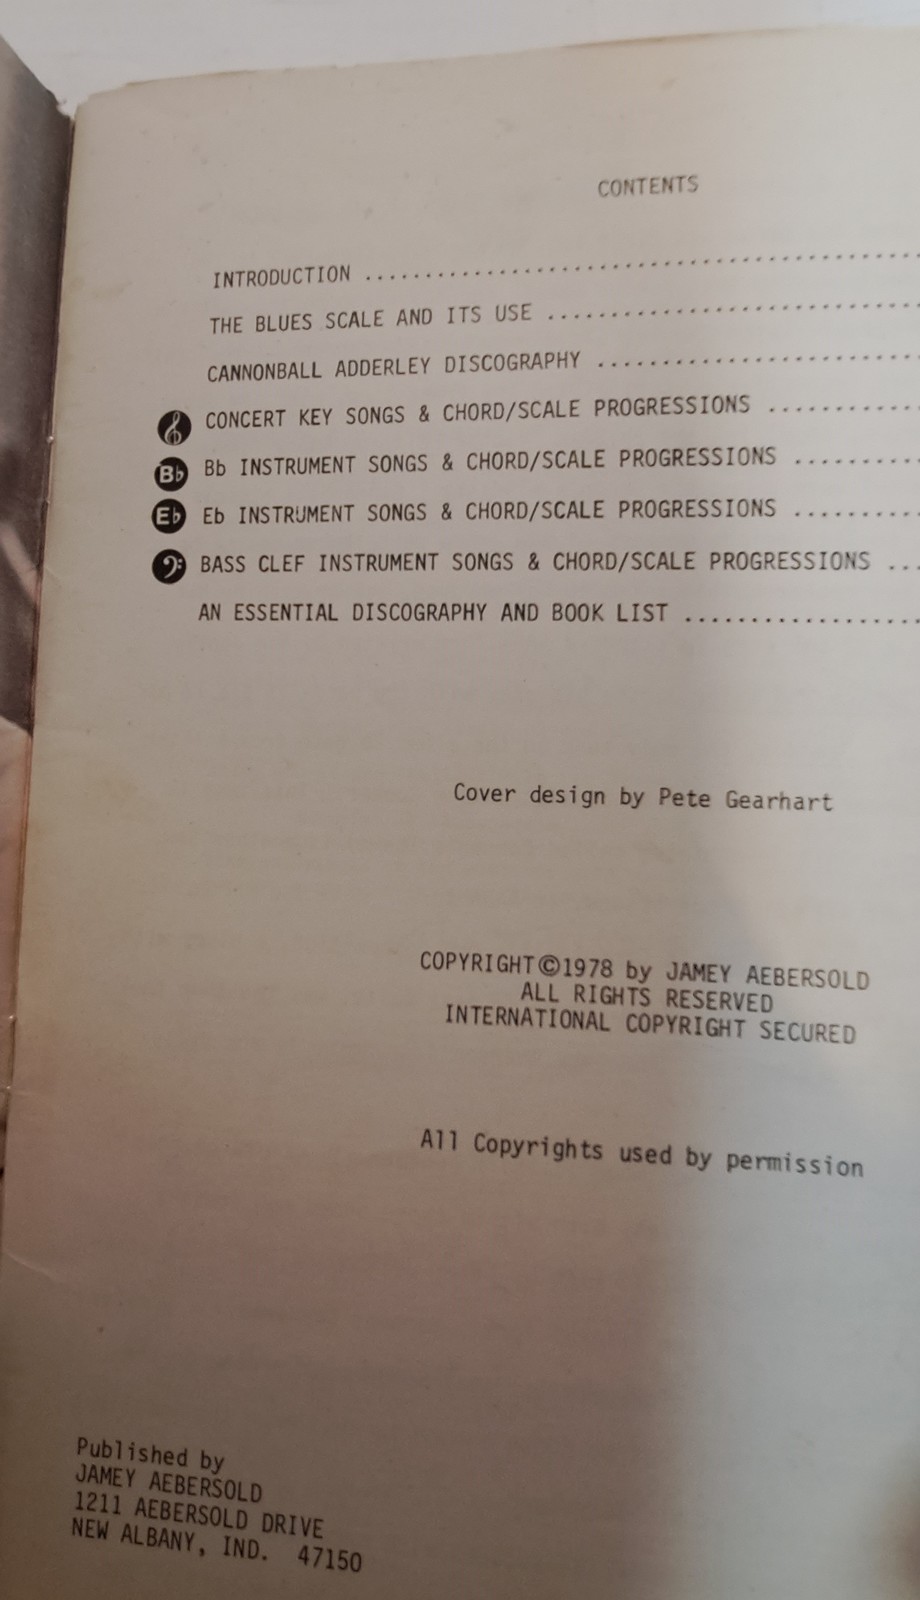 CONTENTS
INTRODUCTION ........................................
THE BLUES SCALE AND ITS USE ..........................
CANNONBALL ADDERLEY DISCOGRAPHY ......................
CONCERT KEY SONGS & CHORD/SCALE PROGRESSIONS ...........
B♭ Bb INSTRUMENT SONGS & CHORD/SCALE PROGRESSIONS .........
E♭ Eb INSTRUMENT SONGS & CHORD/SCALE PROGRESSIONS .........
BASS CLEF INSTRUMENT SONGS & CHORD/SCALE PROGRESSIONS ...
AN ESSENTIAL DISCOGRAPHY AND BOOK LIST ..................
Cover design by Pete Gearhart
COPYRIGHT©1978 by JAMEY AEBERSOLD
ALL RIGHTS RESERVED
INTERNATIONAL COPYRIGHT SECURED
All Copyrights used by permission
Published by
JAMEY AEBERSOLD
1211 AEBERSOLD DRIVE
NEW ALBANY, IND. 47150